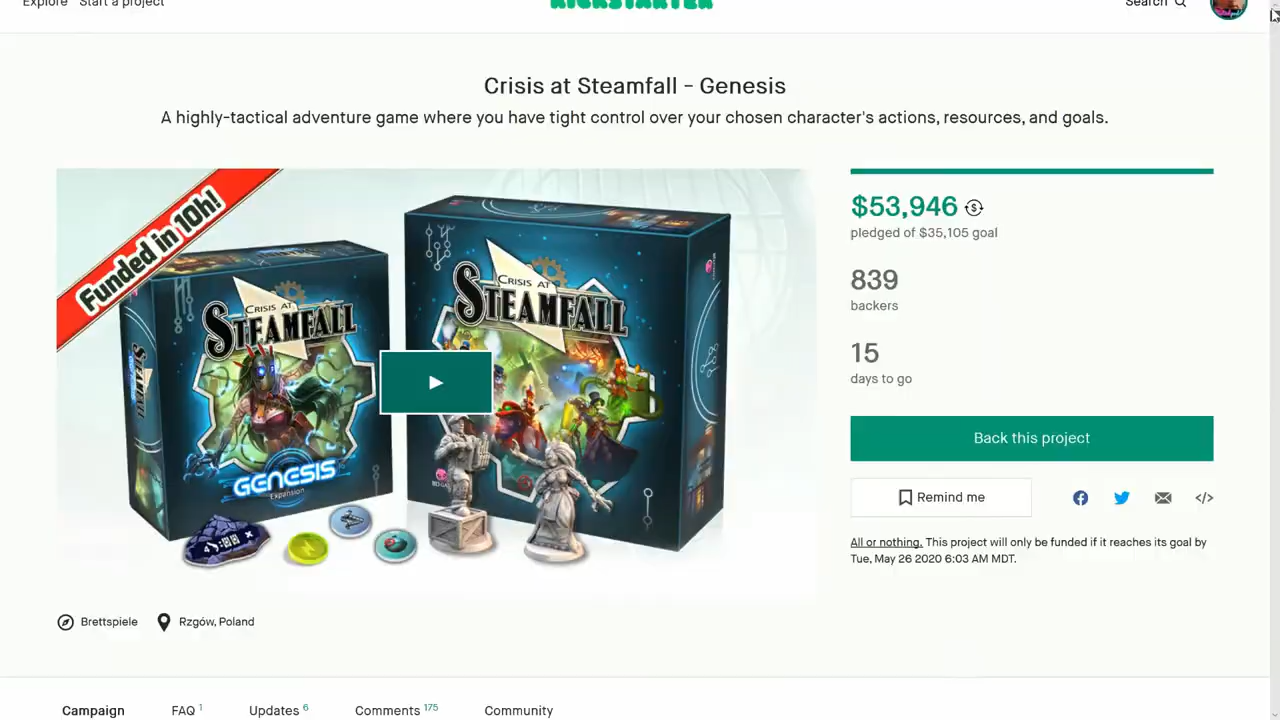 Explore Start a project
KICKSTARTER
Search
Crisis at Steamfall - Genesis
A highly-tactical adventure game where you have tight control over your chosen character's actions, resources, and goals.
Funded in 10h!
CRISIS AT
STEAMFALL
GENESIS
Expansion
CRISIS AT
STEAMFALL
$53,946
pledged of $35,105 goal
839
backers
15
days to go
Back this project
Remind me
All or nothing. This project will only be funded if it reaches its goal by
Tue, May 26 2020 6:03 AM MDT.
Brettspiele Rzgów, Poland
Campaign FAQ 1 Updates 6 Comments 175 Community